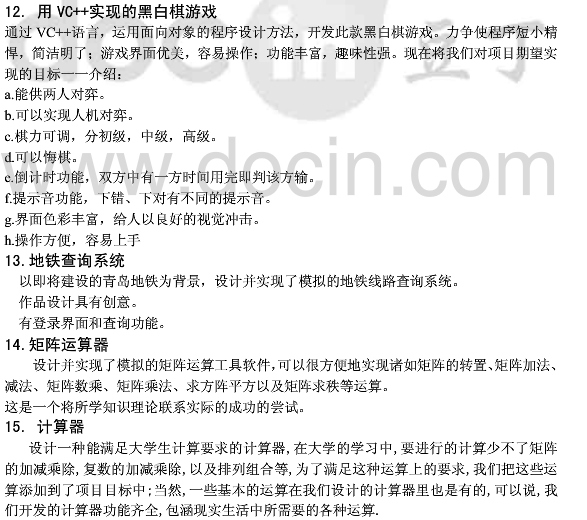 12. 用 VC++实现的黑白棋游戏
通过 VC++语言，运用面向对象的程序设计方法，开发此款黑白棋游戏。力争使程序短小精
悍，简洁明了；游戏界面优美，容易操作；功能丰富，趣味性强。现在将我们对项目期望实
现的目标一一介绍：
a.能供两人对弈。
b.可以实现人机对弈。
c.棋力可调，分初级，中级，高级。
d.可以悔棋。
e.倒计时功能，双方中有一方时间用完即判该方输。
f.提示音功能，下错、下对有不同的提示音。
g.界面色彩丰富，给人以良好的视觉冲击。
h.操作方便，容易上手
13.地铁查询系统
以即将建设的青岛地铁为背景，设计并实现了模拟的地铁线路查询系统。
作品设计具有创意。
有登录界面和查询功能。
14.矩阵运算器
设计并实现了模拟的矩阵运算工具软件,可以很方便地实现诸如矩阵的转置、矩阵加法、
减法、矩阵数乘、矩阵乘法、求方阵平方以及矩阵求秩等运算。
这是一个将所学知识理论联系实际的成功的尝试。
15. 计算器
设计一种能满足大学生计算要求的计算器,在大学的学习中,要进行的计算少不了矩阵
的加减乘除,复数的加减乘除,以及排列组合等,为了满足这种运算上的要求,我们把这些运
算添加到了项目目标中;当然,一些基本的运算在我们设计的计算器里也是有的,可以说,我
们开发的计算器功能齐全,包涵现实生活中所需要的各种运算.
docin 豆丁
www.docin.com